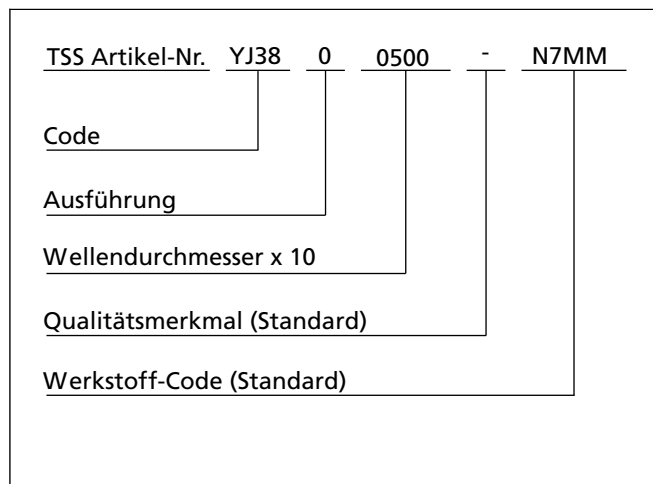 TSS Artikel-Nr. YJ38 0 0500 - N7MM
Code
Ausführung
Wellendurchmesser x 10
Qualitätsmerkmal (Standard)
Werkstoff-Code (Standard)